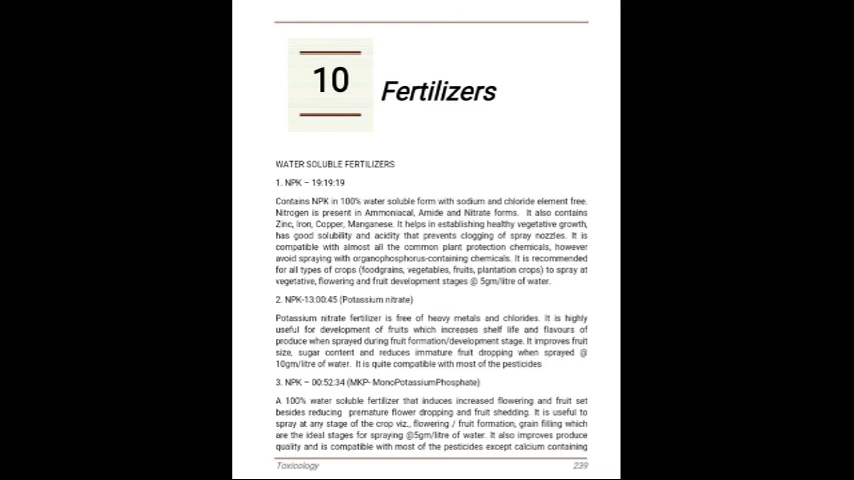 10
Fertilizers
WATER SOLUBLE FERTILIZERS
1. NPK – 19:19:19
Contains NPK in 100% water soluble form with sodium and chloride element free.
Nitrogen is present in Ammoniacal, Amide and Nitrate forms. It also contains
Zinc, Iron, Copper, Manganese. It helps in establishing healthy vegetative growth,
has good solubility and acidity that prevents clogging of spray nozzles. It is
compatible with almost all the common plant protection chemicals, however
avoid spraying with organophosphorus-containing chemicals. It is recommended
for all types of crops (foodgrains, vegetables, fruits, plantation crops) to spray at
vegetative, flowering and fruit development stages @ 5gm/litre of water.
2. NPK-13:00:45 (Potassium nitrate)
Potassium nitrate fertilizer is free of heavy metals and chlorides. It is highly
useful for development of fruits which increases shelf life and flavours of
produce when sprayed during fruit formation/development stage. It improves fruit
size, sugar content and reduces immature fruit dropping when sprayed @
10gm/litre of water. It is quite compatible with most of the pesticides
3. NPK – 00:52:34 (MKP- MonoPotassiumPhosphate)
A 100% water soluble fertilizer that induces increased flowering and fruit set
besides reducing premature flower dropping and fruit shedding. It is useful to
spray at any stage of the crop viz., flowering / fruit formation, grain filling which
are the ideal stages for spraying @5gm/litre of water. It also improves produce
quality and is compatible with most of the pesticides except calcium containing
Toxicology 239